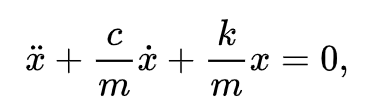 ẍ + c/m ẋ + k/m x = 0,